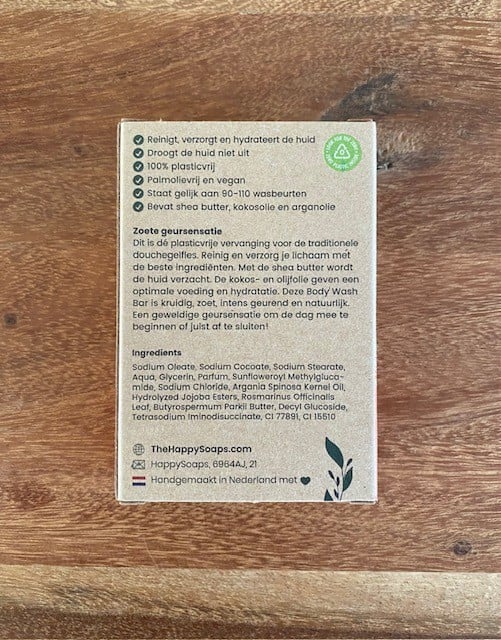 Reinigt, verzorgt en hydrateert de huid
Droogt de huid niet uit
100% plasticvrij
Palmolievrij en vegan
Staat gelijk aan 90-110 wasbeurten
Bevat shea butter, kokosolie en arganolie
Zoete geursensatie
Dit is dé plasticvrije vervanging voor de traditionele
douchegelfles. Reinig en verzorg je lichaam met
de beste ingrediënten. Met de shea butter wordt
de huid verzacht. De kokos- en olijfolie geven een
optimale voeding en hydratatie. Deze Body Wash
Bar is kruidig, zoet, intens geurend en natuurlijk.
Een geweldige geursensatie om de dag mee te
beginnen of juist af te sluiten!
Ingredients
Sodium Oleate, Sodium Cocoate, Sodium Stearate,
Aqua, Glycerin, Parfum, Sunfloweroyl Methylgluca-
mide, Sodium Chloride, Argania Spinosa Kernel Oil,
Hydrolyzed Jojoba Esters, Rosmarinus Officinalis
Leaf, Butyrospermum Parkii Butter, Decyl Glucoside,
Tetrasodium Iminodisuccinate, CI 77891, CI 15510
TheHappySoaps.com
HappySoaps, 6964AJ, 21
Handgemaakt in Nederland met